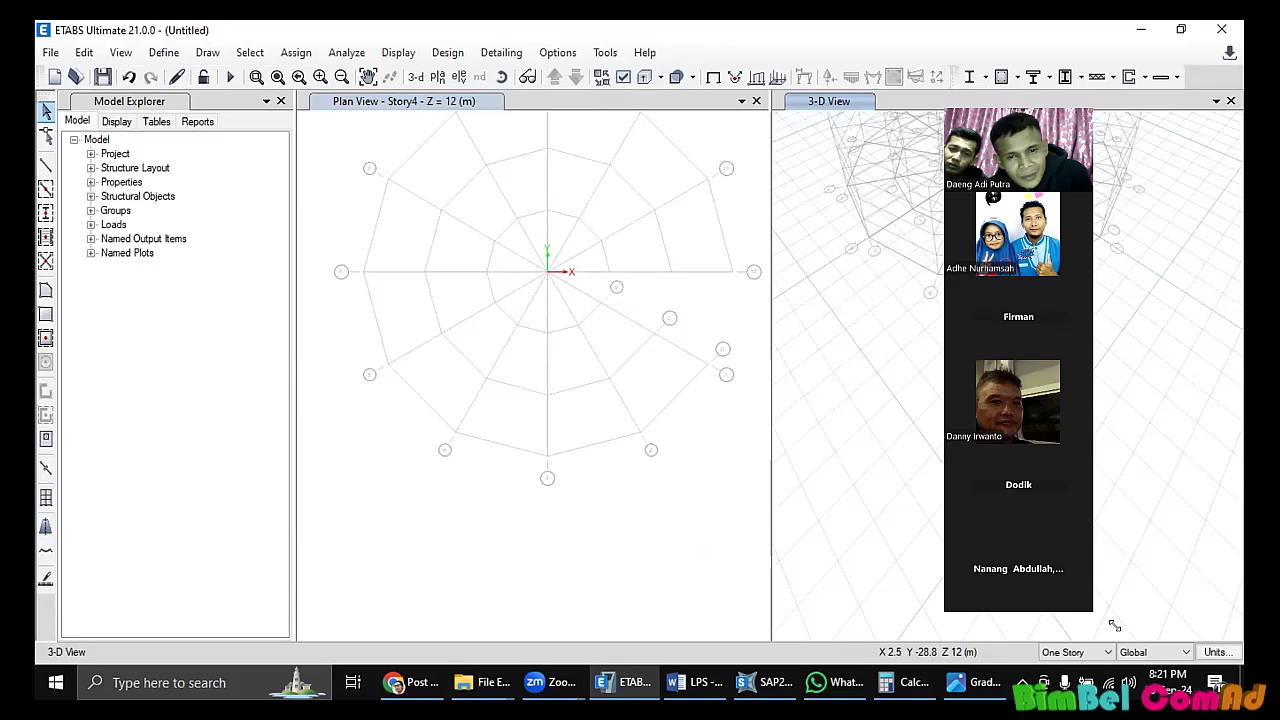 ETABS Ultimate 21.0.0 - (Untitled)
File Edit View Define Draw Select Assign Analyze Display Design Detailing Options Tools Help
3-d
nd
Model Explorer
Plan View - Story4 - Z = 12 (m)
3-D View
Model Display Tables Reports
Model
Project
Structure Layout
Properties
Structural Objects
Groups
Loads
Named Output Items
Named Plots
Y
X
Daeng Adi Putra
Adhe Nurhamsah
Firman
Danny Irwanto
Dodik
Nanang Abdullah,...
3-D View
X 2.5 Y -28.8 Z 12 (m)
One Story
Global
Units...
Type here to search
Post ...
File E...
Zoo...
ETAB...
LPS -...
SAP2...
What...
Calc...
Grad...
8:21 PM
BimBel ComAd